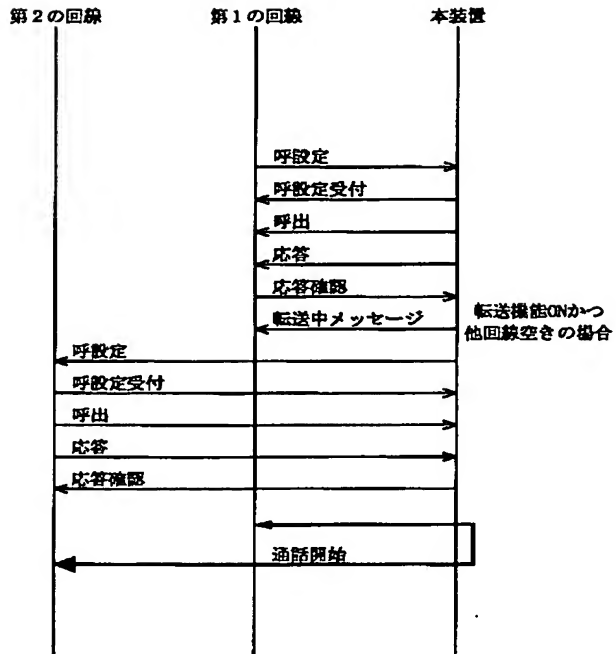 第２の回線
第１の回線
本装置
呼設定
呼設定受付
呼出
応答
応答確認
転送中メッセージ
転送機能ONかつ
他回線空きの場合
呼設定
呼設定受付
呼出
応答
応答確認
通話開始